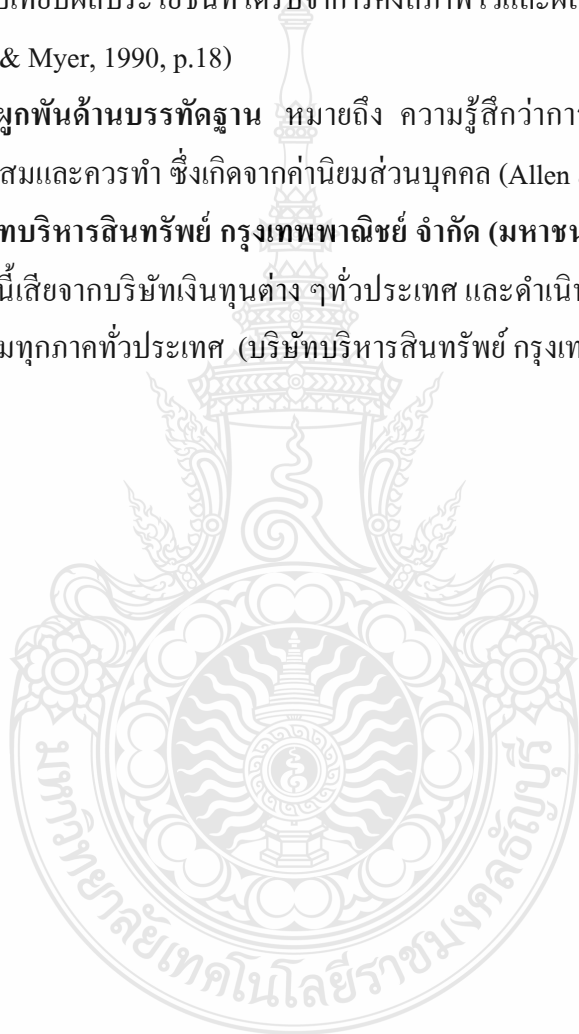 บเทียบผลประโยชน์ที่ได้รับจากการคงสภาพไว้และผล
& Myer, 1990, p.18)
ผูกพันด้านบรรทัดฐาน หมายถึง ความรู้สึกว่าการ
สมและควรทำ ซึ่งเกิดจากค่านิยมส่วนบุคคล (Allen
ทบริหารสินทรัพย์ กรุงเทพพาณิชย์ จำกัด (มหาชน
นี้เสียจากบริษัทเงินทุนต่าง ๆทั่วประเทศ และดำเนิน
มทุกภาคทั่วประเทศ (บริษัทบริหารสินทรัพย์ กรุงเท
มหาวิทยาลัยเทคโนโลยีราชมงคลธัญบุรี